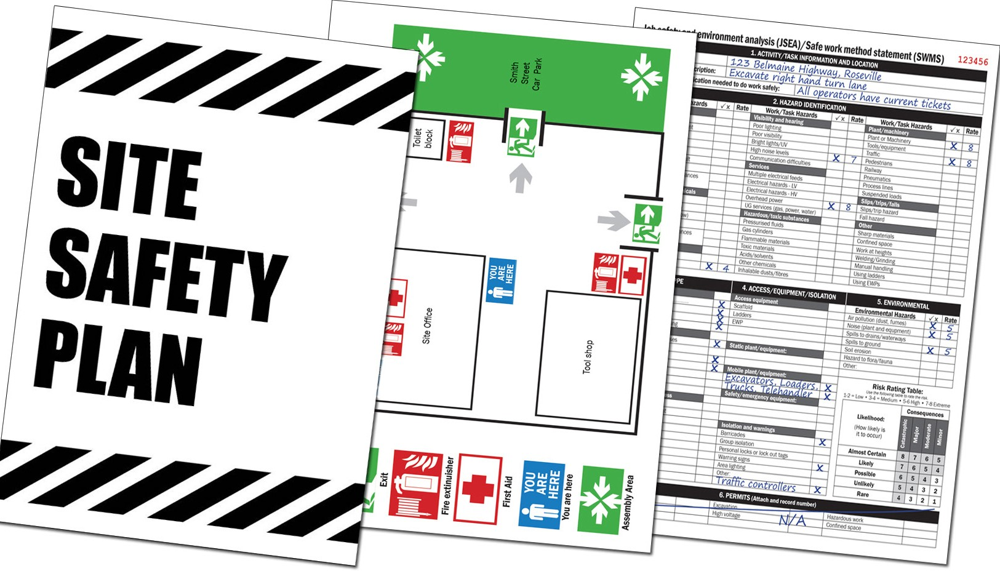 SITE
SAFETY
PLAN
Smith
Street
Car Park
Toilet
block
YOU
ARE
HERE
Site Office
Tool shop
Exit
Fire extinuisher
First Aid
YOU
ARE
HERE
You are here
Assembly Area
Job safety and environment analysis (JSEA)/Safe work method statement (SWMS)
123456
1. ACTIVITY/TASK INFORMATION AND LOCATION
123 Belmaine Highway, Roseville
cription:
Excavate right hand turn lane
ication needed to do work safely:
All operators have current tickets
2. HAZARD IDENTIFICATION
azards
✓x Rate
Work/Task Hazards
✓x Rate
Work/Task Hazards
✓x Rate
Visibility and hearing
Poor lighting
Poor visibility
Bright lights/UV
High noise levels
Communication difficulties X 7
Services
Multiple electrical feeds
Electrical hazards - LV
Electrical hazards - HV
Overhead power
UG services (gas, power, water) X 8
Hazardous/toxic substances
Pressurised fluids
Gas cylinders
Flammable materials
Toxic materials
Acids/solvents
Other chemicals
X 4
Inhalable dusts/fibres
Plant/machinery
Plant or Machinery
Tools/equipment X 8
Traffic
Pedestrians X 8
Railway
Pneumatics
Process lines
Suspended loads
Slips/trips/falls
Slips/trip hazard
Fall hazard
Other
Sharp materials
Confined space
Work at heights
Welding/Grinding
Manual handling
Using ladders
Using EWPs
PPE
4. ACCESS/EQUIPMENT/ISOLATION
Access equipment
X
Scaffold
X
Ladders
X
EWP
X
Static plant/equipment:
X
X
Mobile plant/equipment:
Excavators, Loaders, X
Trucks, Telehandler X
Safety/emergency equipment:
Isolation and warnings
Barricades X
Group isolation
Personal locks or lock out tags
Warning signs
Area lighting X
Other:
Traffic controllers X
5. ENVIRONMENTAL
Environmental Hazards ✓x Rate
Air pollution (dust, fumes) X 5
Noise (plant and equpment) X 5
Spills to drains/waterways
Spills to ground X 5
Soil erosion
Hazard to flora/fauna
Other:
Risk Rating Table:
Use the following table to rate the risk.
1-2 = Low • 3-4 = Medium • 5-6 High • 7-8 Extreme
Likelihood:
(How likely is
it to occur)
Consequences
Catastrophic
Major
Moderate
Minor
Almost Certain 8 7 6 5
Likely 7 6 5 4
Possible 6 5 4 3
Unlikely 5 4 3 2
Rare 4 3 2 1
6. PERMITS (Attach and record number)
Excavation
High voltage
N/A
Hazardous work
Confined space